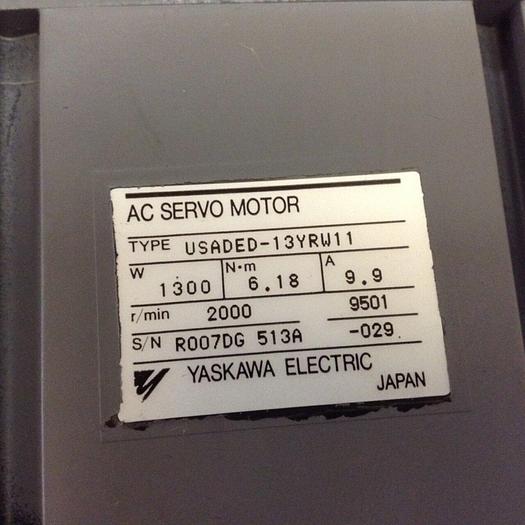 AC SERVO MOTOR
TYPE USADED-13YRW11
W 1300 N·m 6.18 A 9.9
r/min 2000 9501
S/N R007DG 513A -029
YASKAWA ELECTRIC
JAPAN